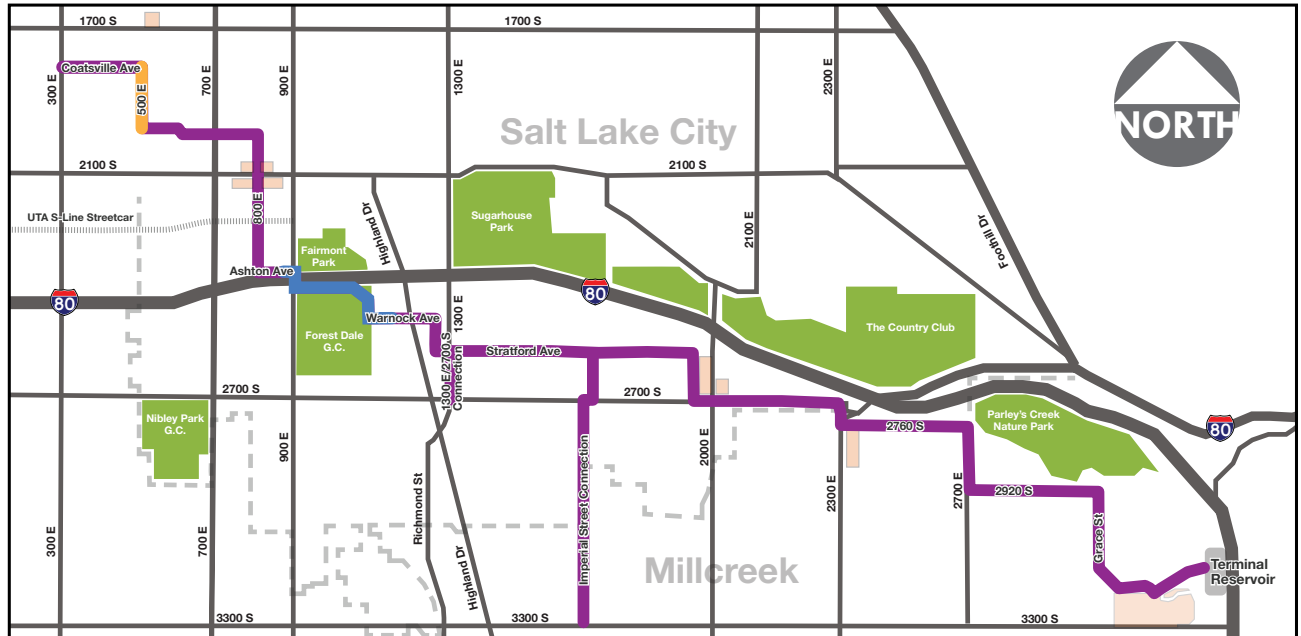 1700 S
1700 S
Coatsville Ave
300 E
500 E
700 E
900 E
1300 E
2300 E
NORTH
Salt Lake City
2100 S
2100 S
800 E
UTA S-Line Streetcar
Highland Dr
Sugarhouse
Park
2100 E
Foothill Dr
Fairmont
Park
Ashton Ave
80
80
Warnock Ave
1300 E
Forest Dale
G.C.
The Country Club
Stratford Ave
1300 E/2700 S
Connection
2700 S
2700 S
Nibley Park
G.C.
Parley's Creek
Nature Park
80
2760 S
900 E
2000 E
2300 E
2700 E
2920 S
Richmond St
Imperial Street Connection
300 E
700 E
Grace St
Highland Dr
Millcreek
Terminal
Reservoir
3300 S
3300 S
3300 S